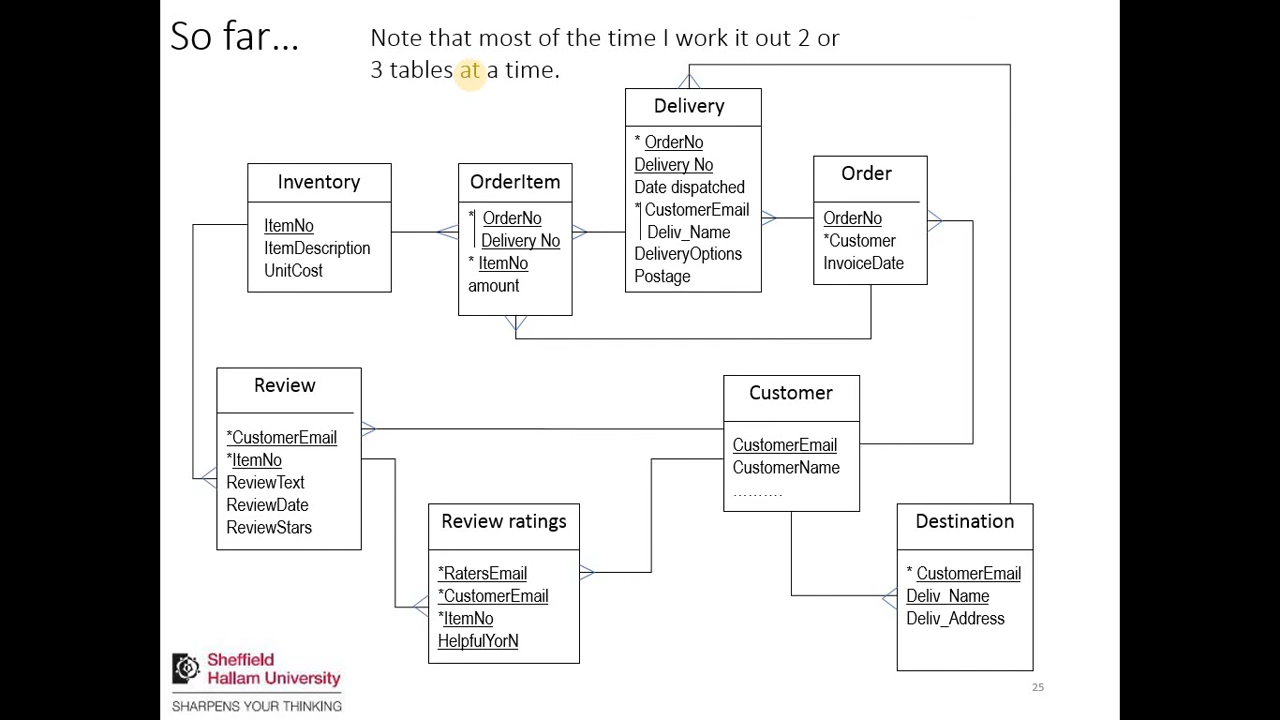 So far...
Note that most of the time I work it out 2 or
3 tables at a time.
Delivery
* OrderNo
Delivery No
Date dispatched
* CustomerEmail
Deliv_Name
DeliveryOptions
Postage
Inventory
ItemNo
ItemDescription
UnitCost
OrderItem
* OrderNo
Delivery No
* ItemNo
amount
Order
OrderNo
*Customer
InvoiceDate
Review
*CustomerEmail
*ItemNo
ReviewText
ReviewDate
ReviewStars
Customer
CustomerEmail
CustomerName
..........
Review ratings
*RatersEmail
*CustomerEmail
*ItemNo
HelpfulYorN
Destination
* CustomerEmail
Deliv_Name
Deliv_Address
Sheffield
Hallam University
SHARPENS YOUR THINKING
25